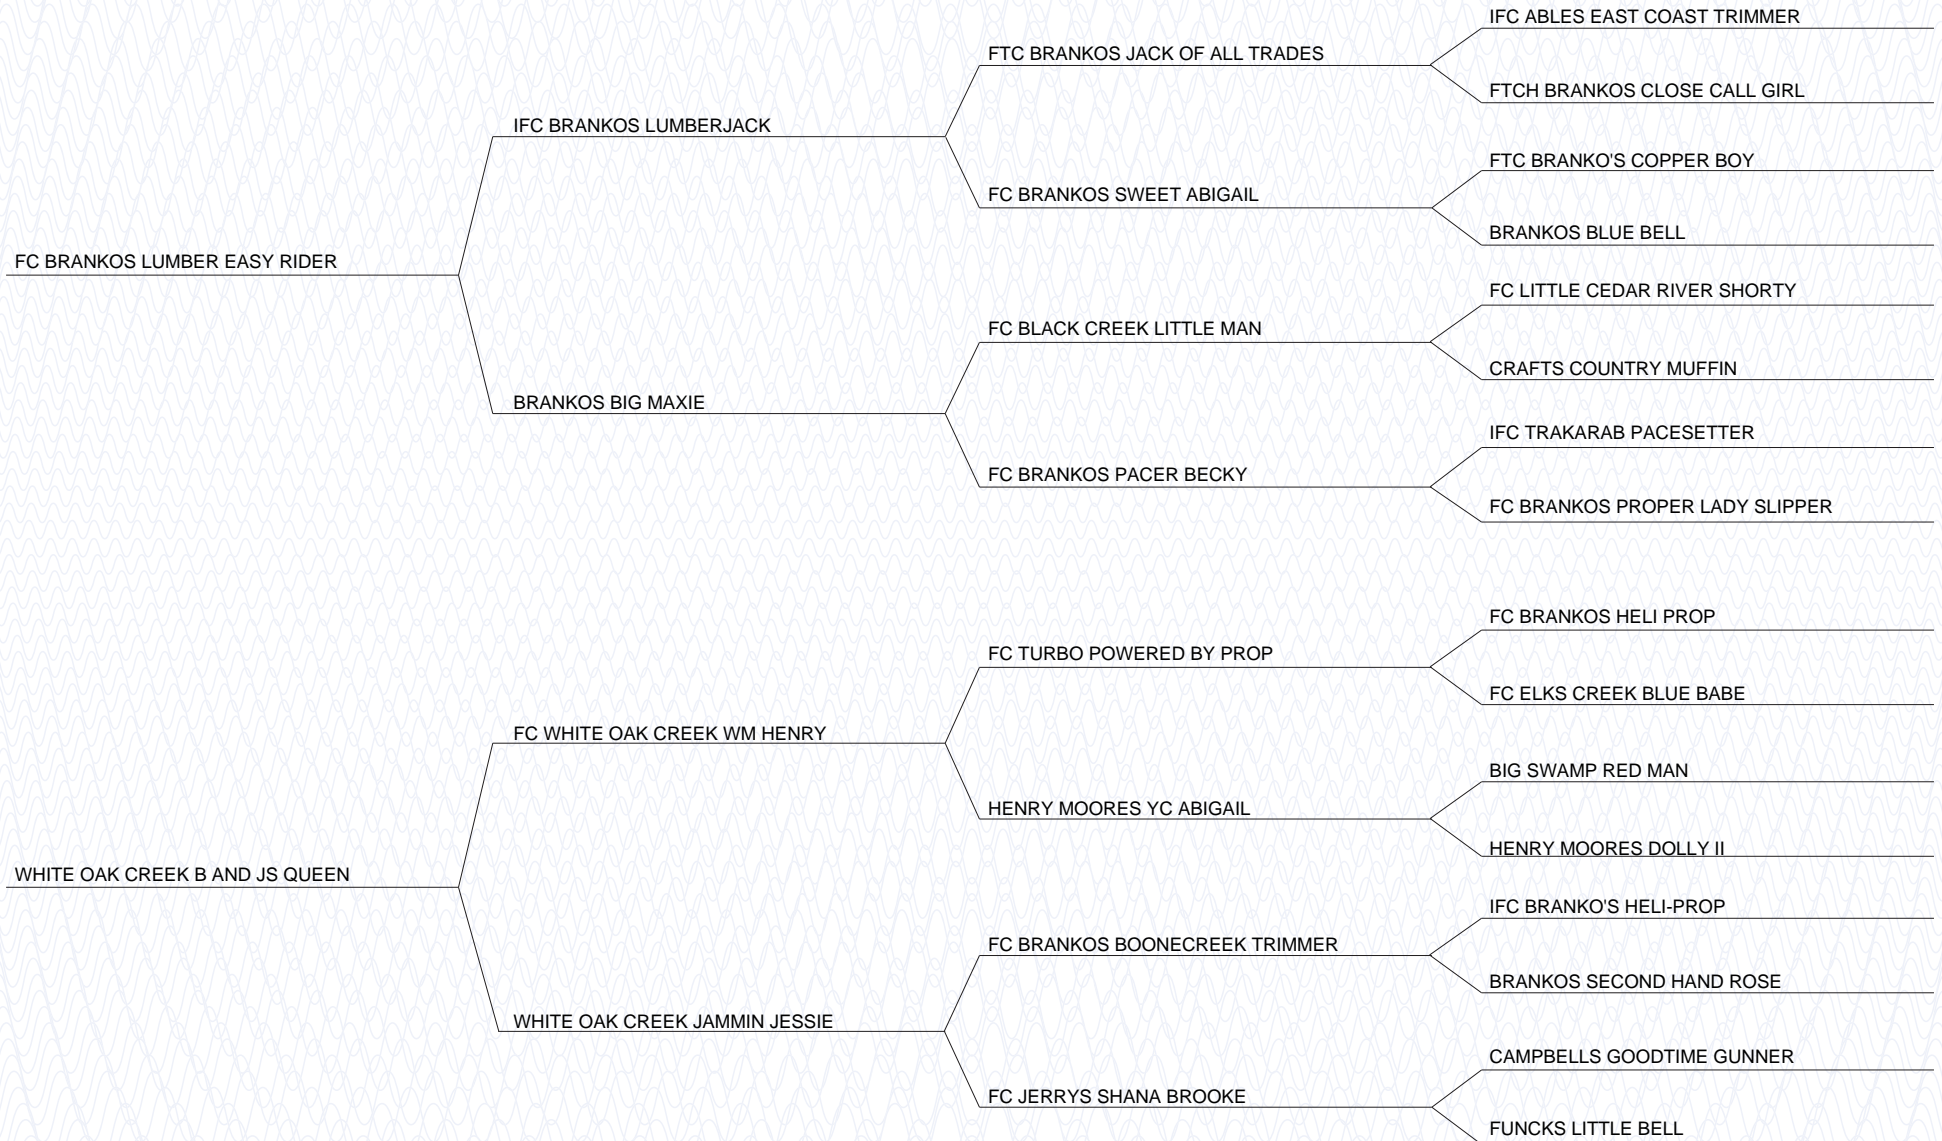 IFC ABLES EAST COAST TRIMMER
FTC BRANKOS JACK OF ALL TRADES
FTCH BRANKOS CLOSE CALL GIRL
IFC BRANKOS LUMBERJACK
FTC BRANKO'S COPPER BOY
FC BRANKOS SWEET ABIGAIL
BRANKOS BLUE BELL
FC BRANKOS LUMBER EASY RIDER
FC LITTLE CEDAR RIVER SHORTY
FC BLACK CREEK LITTLE MAN
CRAFTS COUNTRY MUFFIN
BRANKOS BIG MAXIE
IFC TRAKARAB PACESETTER
FC BRANKOS PACER BECKY
FC BRANKOS PROPER LADY SLIPPER
FC BRANKOS HELI PROP
FC TURBO POWERED BY PROP
FC ELKS CREEK BLUE BABE
FC WHITE OAK CREEK WM HENRY
BIG SWAMP RED MAN
HENRY MOORES YC ABIGAIL
HENRY MOORES DOLLY II
WHITE OAK CREEK B AND JS QUEEN
IFC BRANKO'S HELI-PROP
FC BRANKOS BOONECREEK TRIMMER
BRANKOS SECOND HAND ROSE
WHITE OAK CREEK JAMMIN JESSIE
CAMPBELLS GOODTIME GUNNER
FC JERRYS SHANA BROOKE
FUNCKS LITTLE BELL